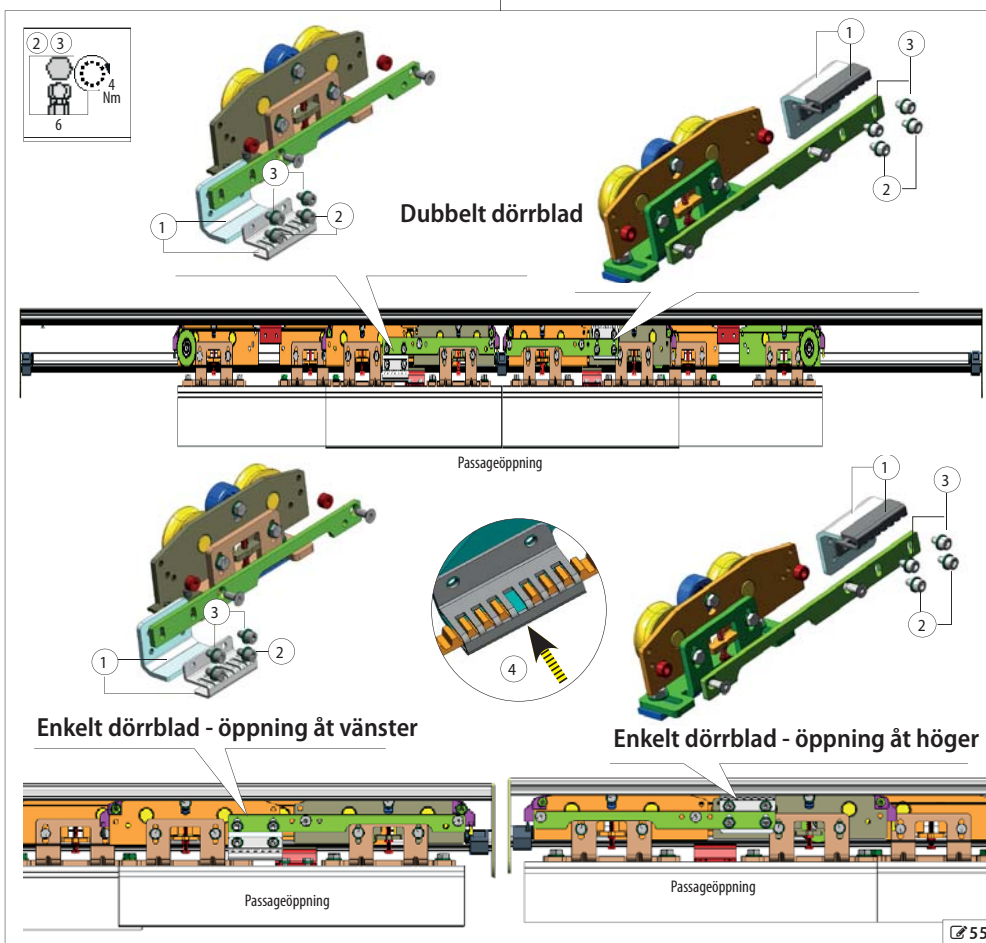 2 3
4
Nm
6
1
3
3
1
2
2
Dubbelt dörrblad
Passageöppning
1
3
3
1
2
4
2
Enkelt dörrblad - öppning åt vänster
Enkelt dörrblad - öppning åt höger
Passageöppning
Passageöppning
55